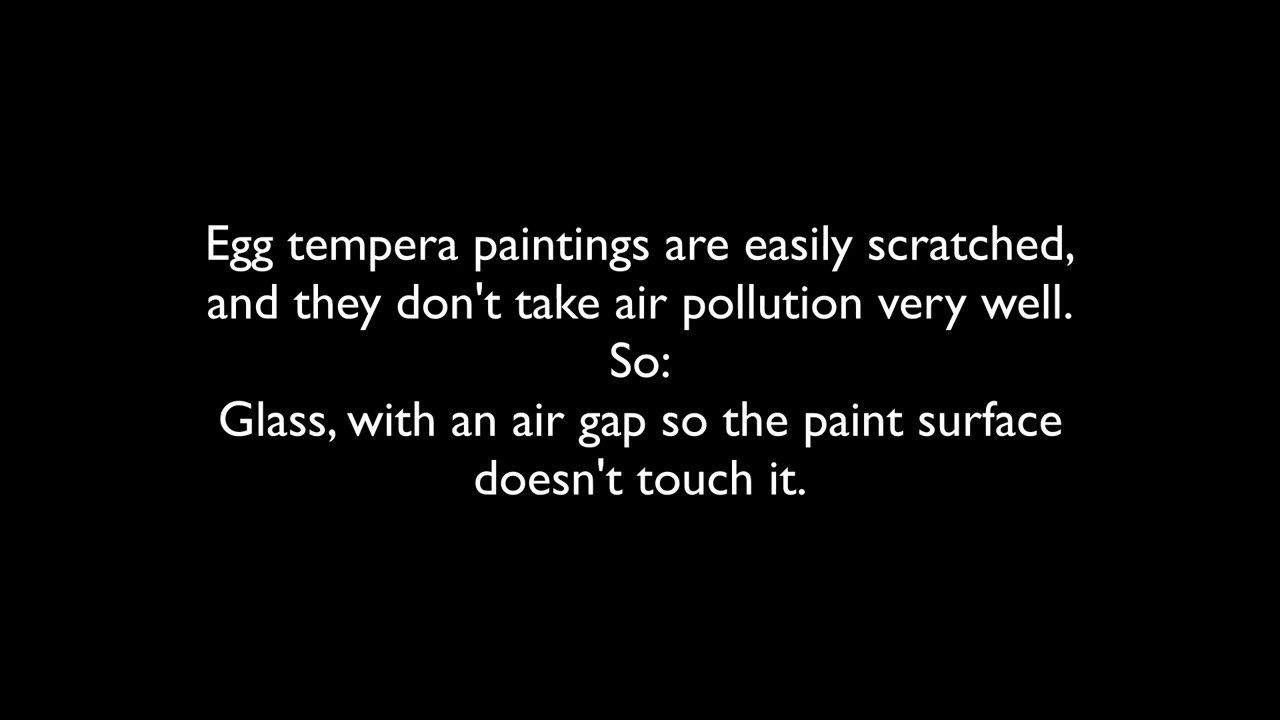 Egg tempera paintings are easily scratched,
and they don't take air pollution very well.
So:
Glass, with an air gap so the paint surface
doesn't touch it.